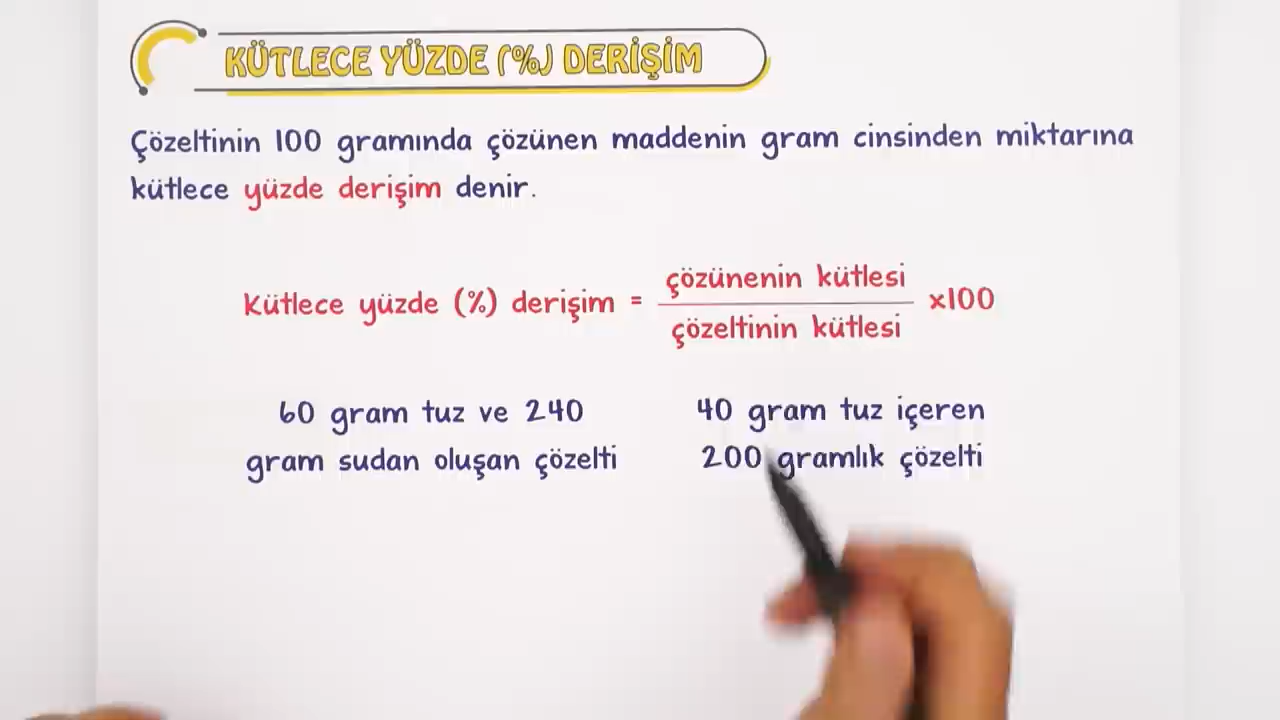 KÜTLECE YÜZDE (%) DERİŞİM
Çözeltinin 100 gramında çözünen maddenin gram cinsinden miktarına
kütlece yüzde derişim denir.
Kütlece yüzde (%) derişim = çözünenin kütlesi / çözeltinin kütlesi x100
60 gram tuz ve 240
gram sudan oluşan çözelti
40 gram tuz içeren
200 gramlık çözelti